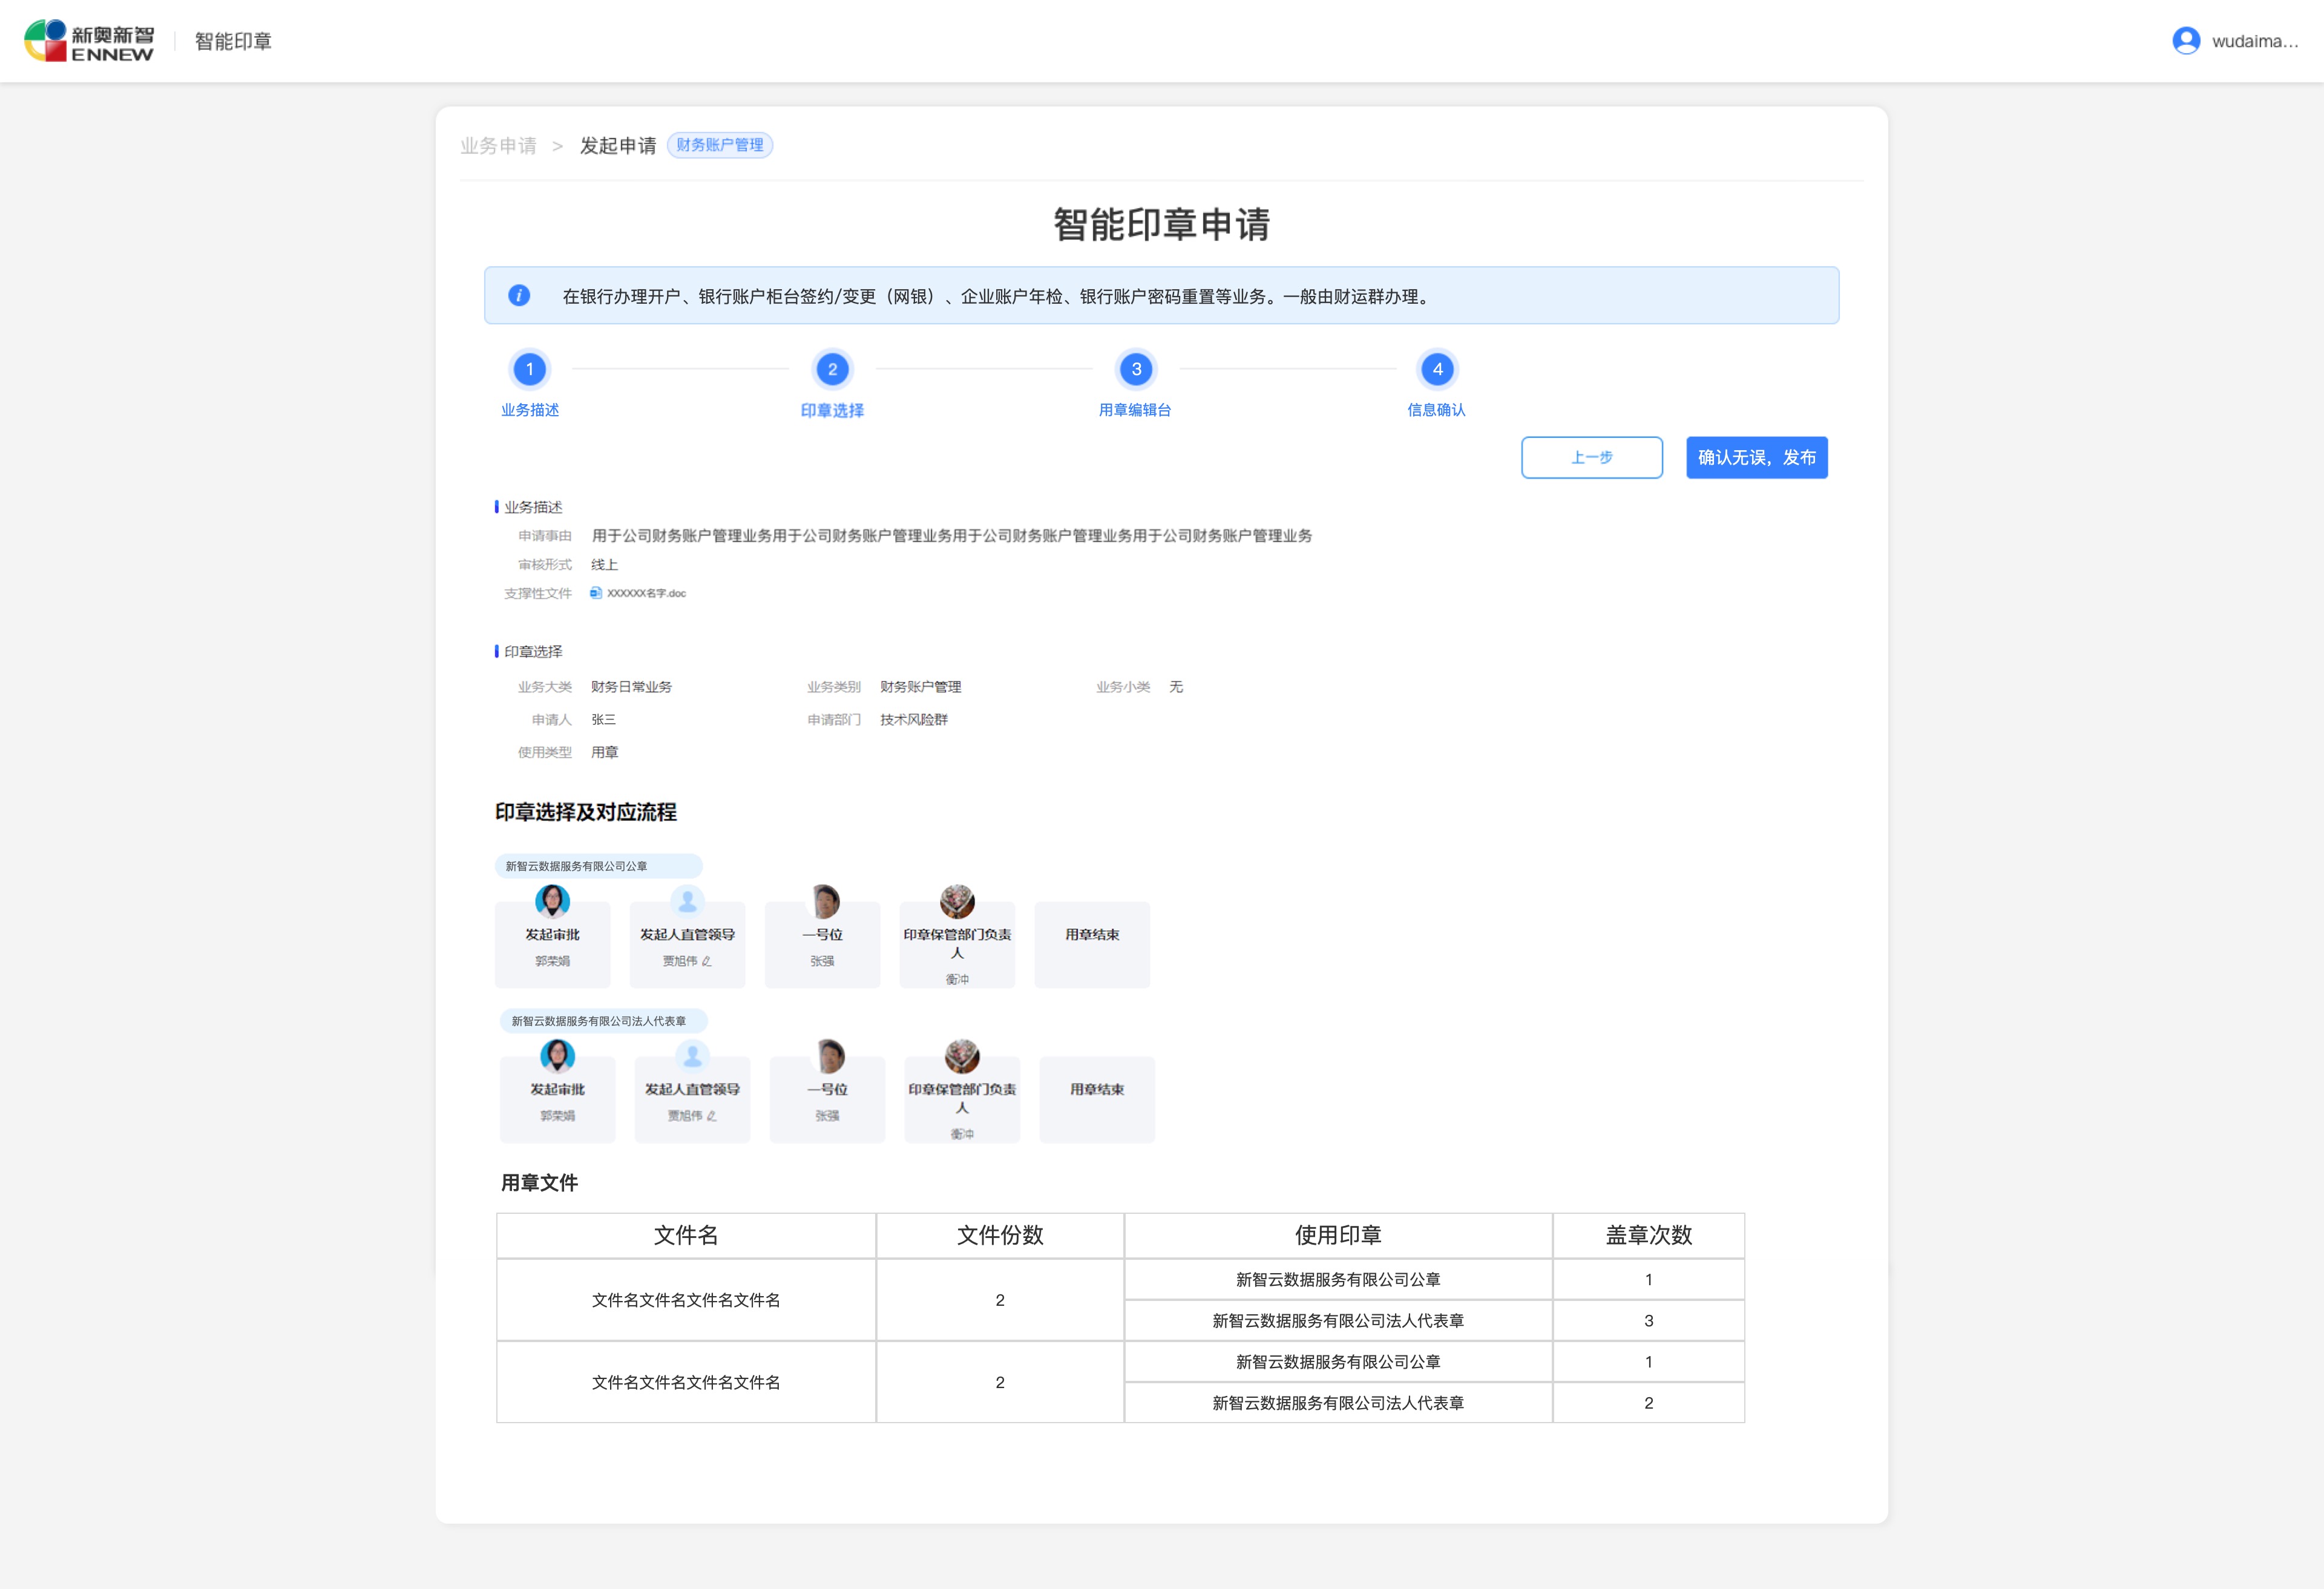 新奥新智
ENNEW
智能印章
wudaima...
业务申请 > 发起申请 财务账户管理
智能印章申请
在银行办理开户、银行账户柜台签约/变更（网银）、企业账户年检、银行账户密码重置等业务。一般由财运群办理。
1 2 3 4
业务描述 印章选择 用章编辑台 信息确认
上一步 确认无误，发布
业务描述
申请事由 用于公司财务账户管理业务用于公司财务账户管理业务用于公司财务账户管理业务用于公司财务账户管理业务
审核形式 线上
支撑性文件 XXXXXX名字.doc
印章选择
业务大类 财务日常业务 业务类别 财务账户管理 业务小类 无
申请人 张三 申请部门 技术风险群
使用类型 用章
印章选择及对应流程
新智云数据服务有限公司公章
发起审批 发起人直管领导 一号位 印章保管部门负责人 用章结束
郭荣娟 贾旭伟 张强 衡冲
新智云数据服务有限公司法人代表章
发起审批 发起人直管领导 一号位 印章保管部门负责人 用章结束
郭荣娟 贾旭伟 张强 衡冲
用章文件
文件名 文件份数 使用印章 盖章次数
文件名文件名文件名文件名 2 新智云数据服务有限公司公章 1
新智云数据服务有限公司法人代表章 3
文件名文件名文件名文件名 2 新智云数据服务有限公司公章 1
新智云数据服务有限公司法人代表章 2